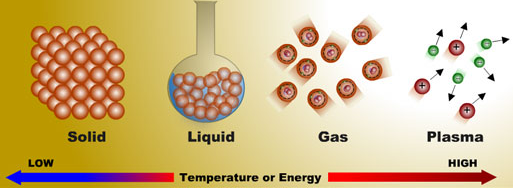 Solid Liquid Gas Plasma
LOW HIGH
Temperature or Energy